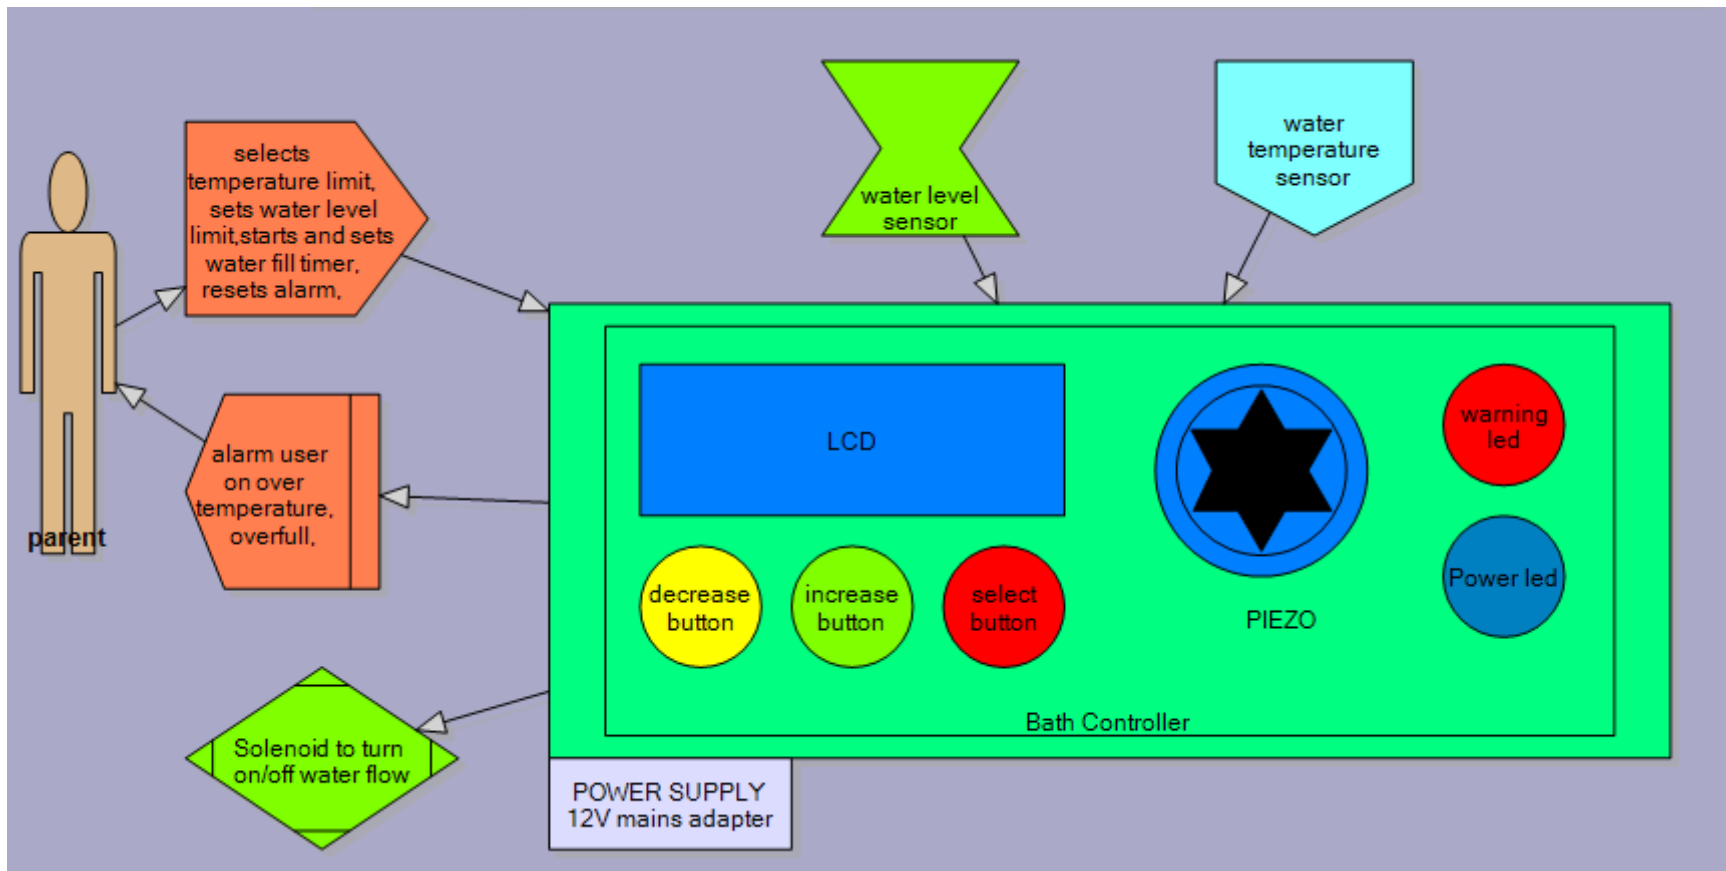 selects
temperature limit,
sets water level
limit,starts and sets
water fill timer,
resets alarm,
water level
sensor
water
temperature
sensor
parent
alarm user
on over
temperature,
overfull,
LCD
warning
led
decrease
button
increase
button
select
button
PIEZO
Power led
Bath Controller
Solenoid to turn
on/off water flow
POWER SUPPLY
12V mains adapter